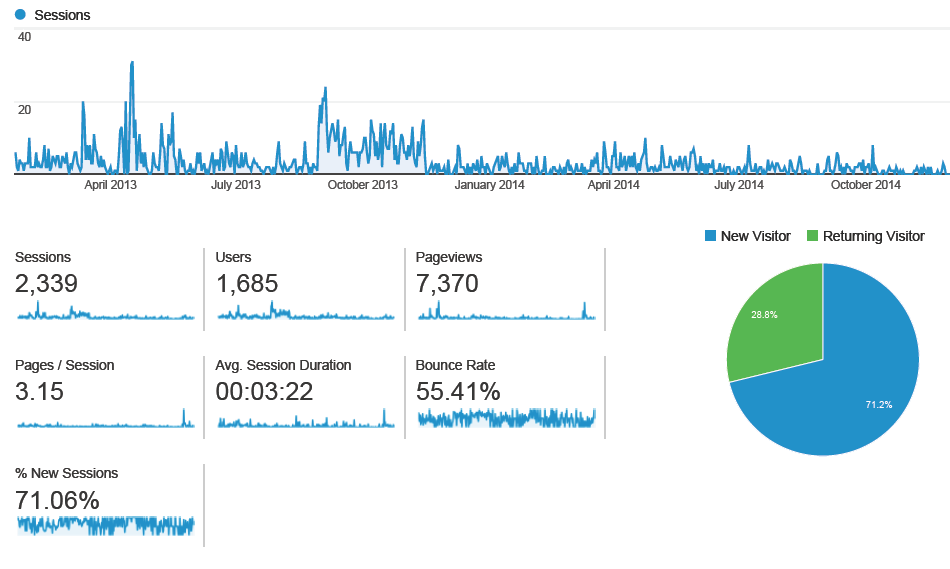 Sessions
40
20
April 2013
July 2013
October 2013
January 2014
April 2014
July 2014
October 2014
New Visitor
Returning Visitor
Sessions
2,339
Users
1,685
Pageviews
7,370
28.8%
71.2%
Pages / Session
3.15
Avg. Session Duration
00:03:22
Bounce Rate
55.41%
% New Sessions
71.06%